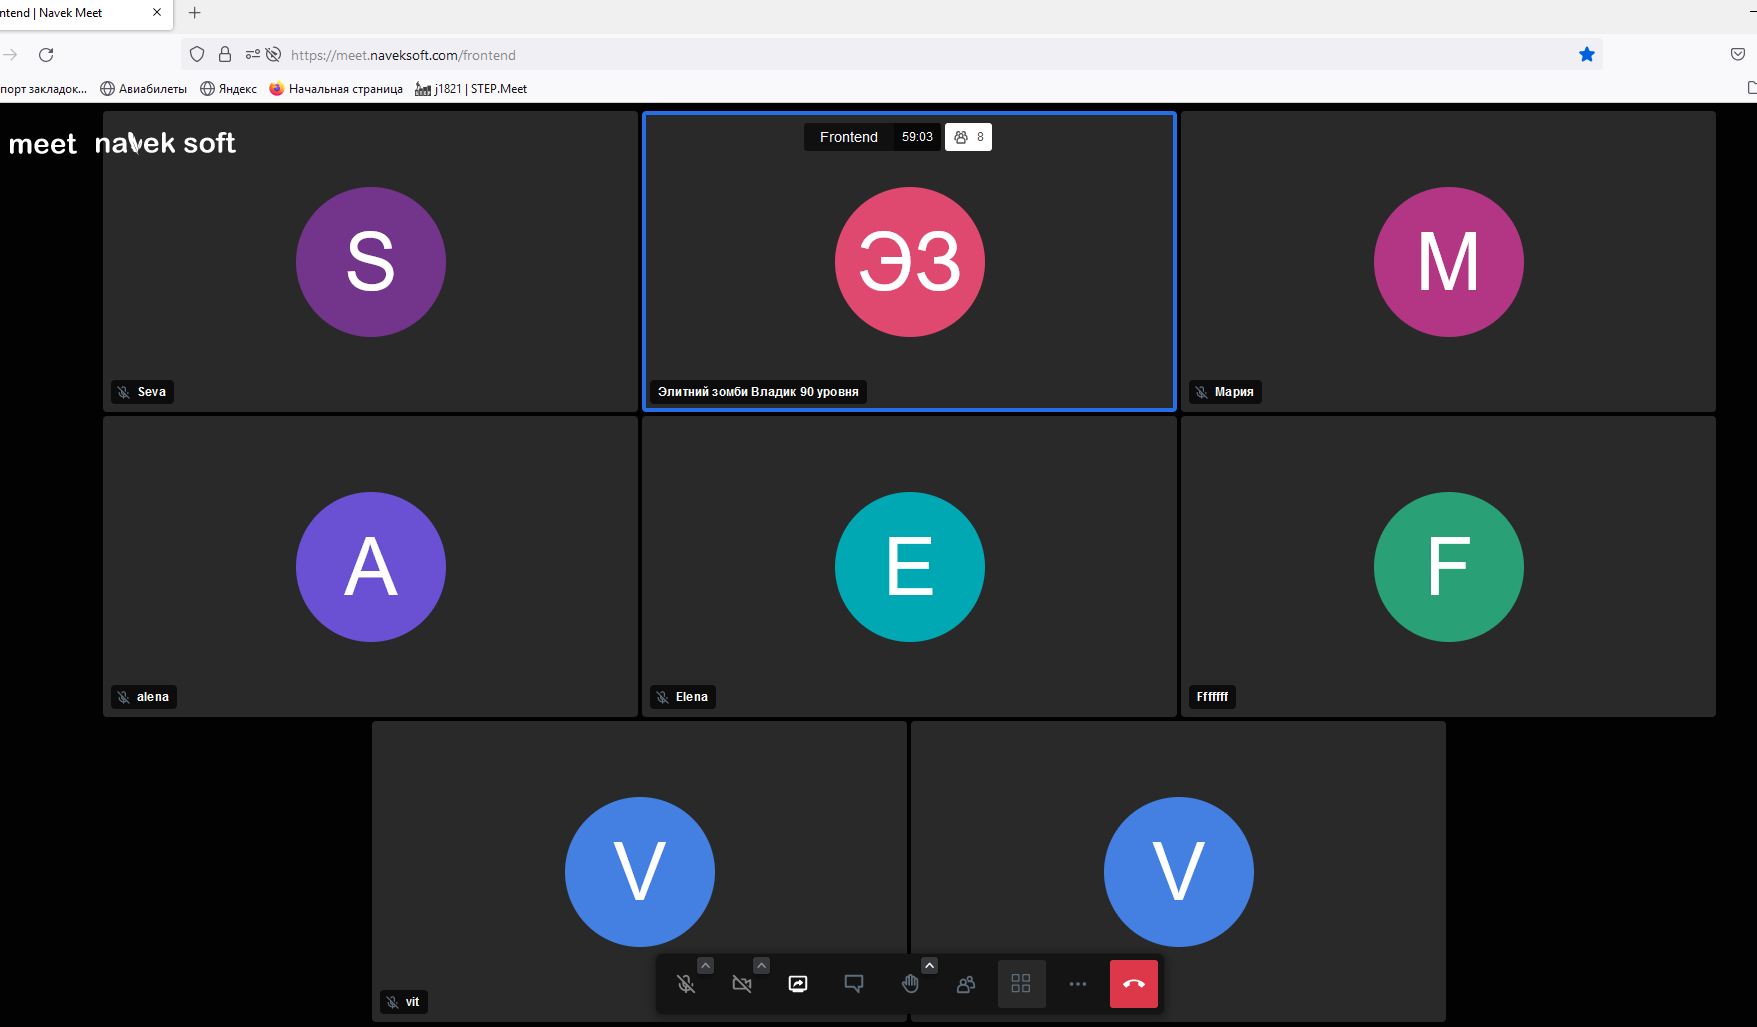 ntend | Navek Meet
https://meet.naveksoft.com/frontend
порт закладок...
Авиабилеты
Яндекс
Начальная страница
j1821 | STEP.Meet
meet navek soft
Frontend
59:03
8
S
ЭЗ
M
Seva
Элитний зомби Владик 90 уровня
Мария
A
E
F
alena
Elena
Fffffff
V
V
vit